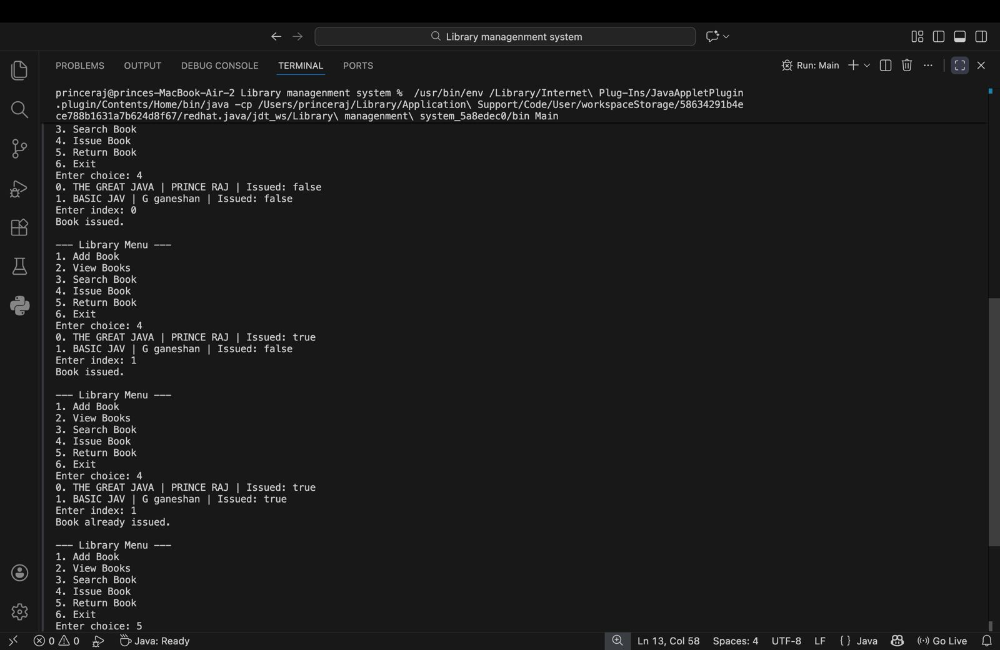 Library managenment system
PROBLEMS OUTPUT DEBUG CONSOLE TERMINAL PORTS Run: Main
princeraj@princes-MacBook-Air-2 Library managenment system %  /usr/bin/env /Library/Internet\ Plug-Ins/JavaAppletPlugin
.plugin/Contents/Home/bin/java -cp /Users/princeraj/Library/Application\ Support/Code/User/workspaceStorage/58634291b4e
ce788b1631a7b624d8f67/redhat.java/jdt_ws/Library\ managenment\ system_5a8edec0/bin Main
3. Search Book
4. Issue Book
5. Return Book
6. Exit
Enter choice: 4
0. THE GREAT JAVA | PRINCE RAJ | Issued: false
1. BASIC JAV | G ganeshan | Issued: false
Enter index: 0
Book issued.
--- Library Menu ---
1. Add Book
2. View Books
3. Search Book
4. Issue Book
5. Return Book
6. Exit
Enter choice: 4
0. THE GREAT JAVA | PRINCE RAJ | Issued: true
1. BASIC JAV | G ganeshan | Issued: false
Enter index: 1
Book issued.
--- Library Menu ---
1. Add Book
2. View Books
3. Search Book
4. Issue Book
5. Return Book
6. Exit
Enter choice: 4
0. THE GREAT JAVA | PRINCE RAJ | Issued: true
1. BASIC JAV | G ganeshan | Issued: true
Enter index: 1
Book already issued.
--- Library Menu ---
1. Add Book
2. View Books
3. Search Book
4. Issue Book
5. Return Book
6. Exit
Enter choice: 5
0 0 Java: Ready Ln 13, Col 58 Spaces: 4 UTF-8 LF {} Java Go Live